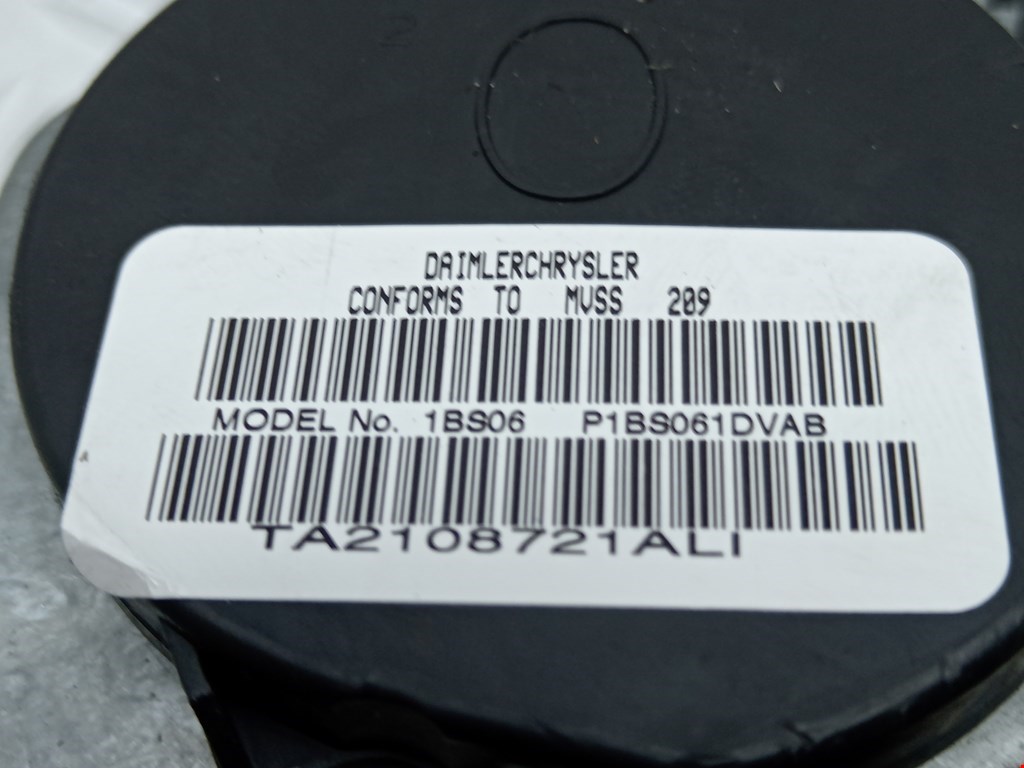 DAIMLERCHRYSLER
CONFORMS TO MVSS 209
MODEL No. 1BS06 P1BS061DVAB
TA2108721ALI